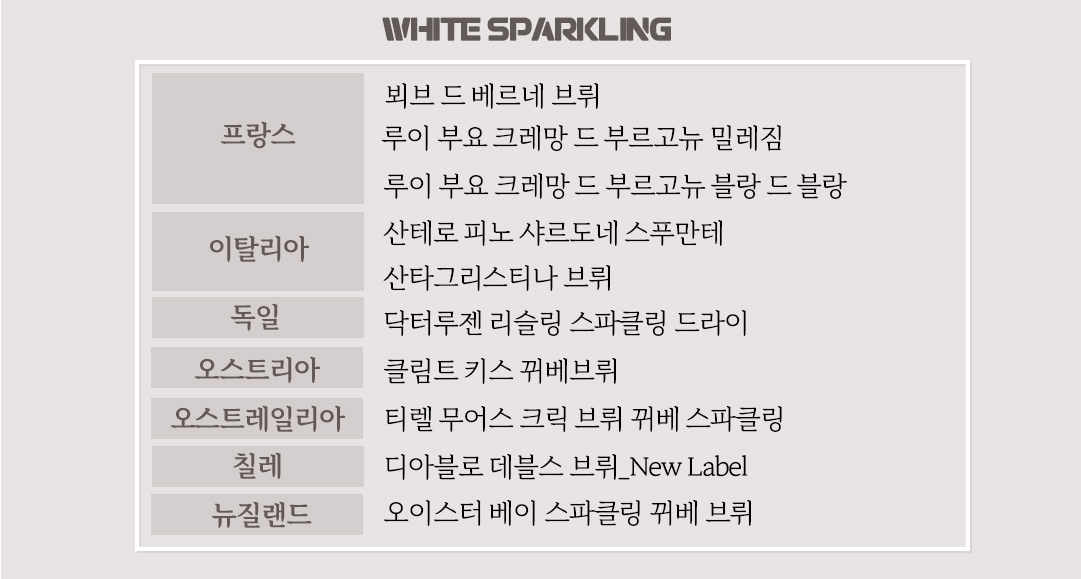 WHITE SPARKLING
프랑스
뵈브 드 베르네 브뤼
루이 부요 크레망 드 부르고뉴 밀레짐
루이 부요 크레망 드 부르고뉴 블랑 드 블랑
이탈리아
산테로 피노 샤르도네 스푸만테
산타그리스티나 브뤼
독일
닥터루젠 리슬링 스파클링 드라이
오스트리아
클림트 키스 뀌베브뤼
오스트레일리아
티렐 무어스 크릭 브뤼 뀌베 스파클링
칠레
디아블로 데블스 브뤼_New Label
뉴질랜드
오이스터 베이 스파클링 뀌베 브뤼